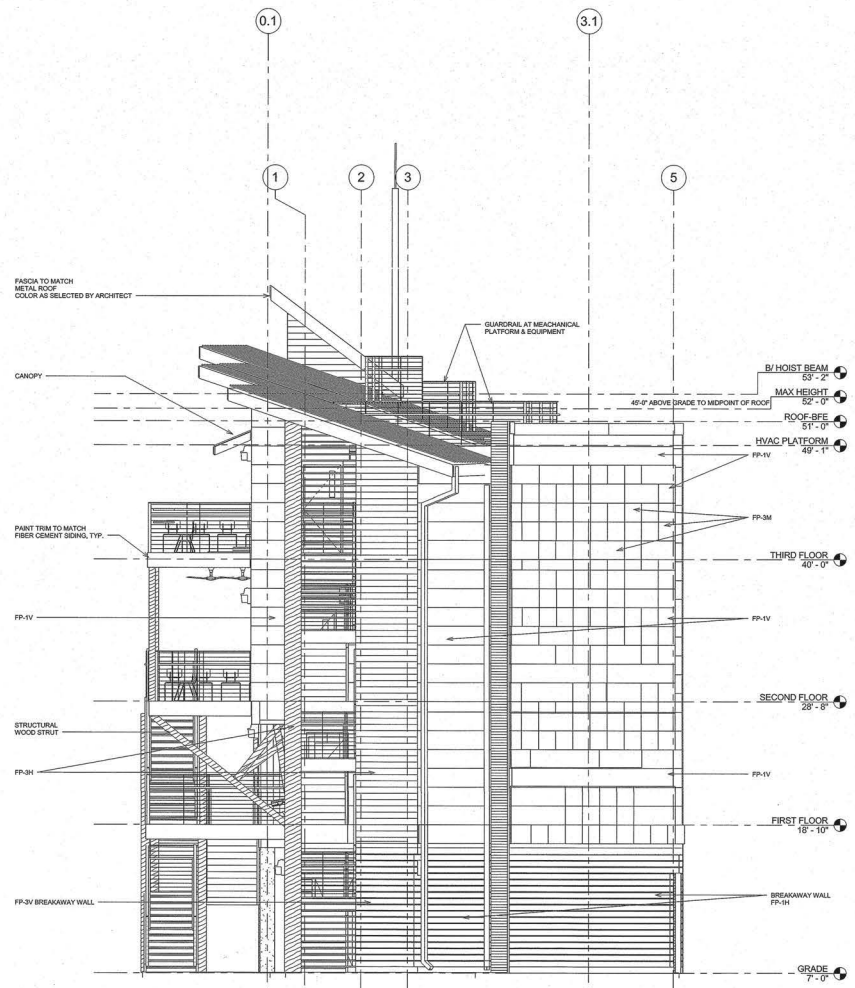 0.1
3.1
1
2
3
5
FASCIA TO MATCH
METAL ROOF
COLOR AS SELECTED BY ARCHITECT
GUARDRAIL AT MEACHANICAL
PLATFORM & EQUIPMENT
CANOPY
B/ HOIST BEAM
53' - 2"
MAX HEIGHT
52' - 0"
45'-0" ABOVE GRADE TO MIDPOINT OF ROOF
ROOF-BFE
51' - 0"
HVAC PLATFORM
49' - 1"
FP-1V
FP-3M
PAINT TRIM TO MATCH
FIBER CEMENT SIDING, TYP.
THIRD FLOOR
40' - 0"
FP-1V
FP-1V
SECOND FLOOR
28' - 8"
STRUCTURAL
WOOD STRUT
FP-3H
FP-1V
FIRST FLOOR
18' - 10"
FP-3V BREAKAWAY WALL
BREAKAWAY WALL
FP-1H
GRADE
7' - 0"